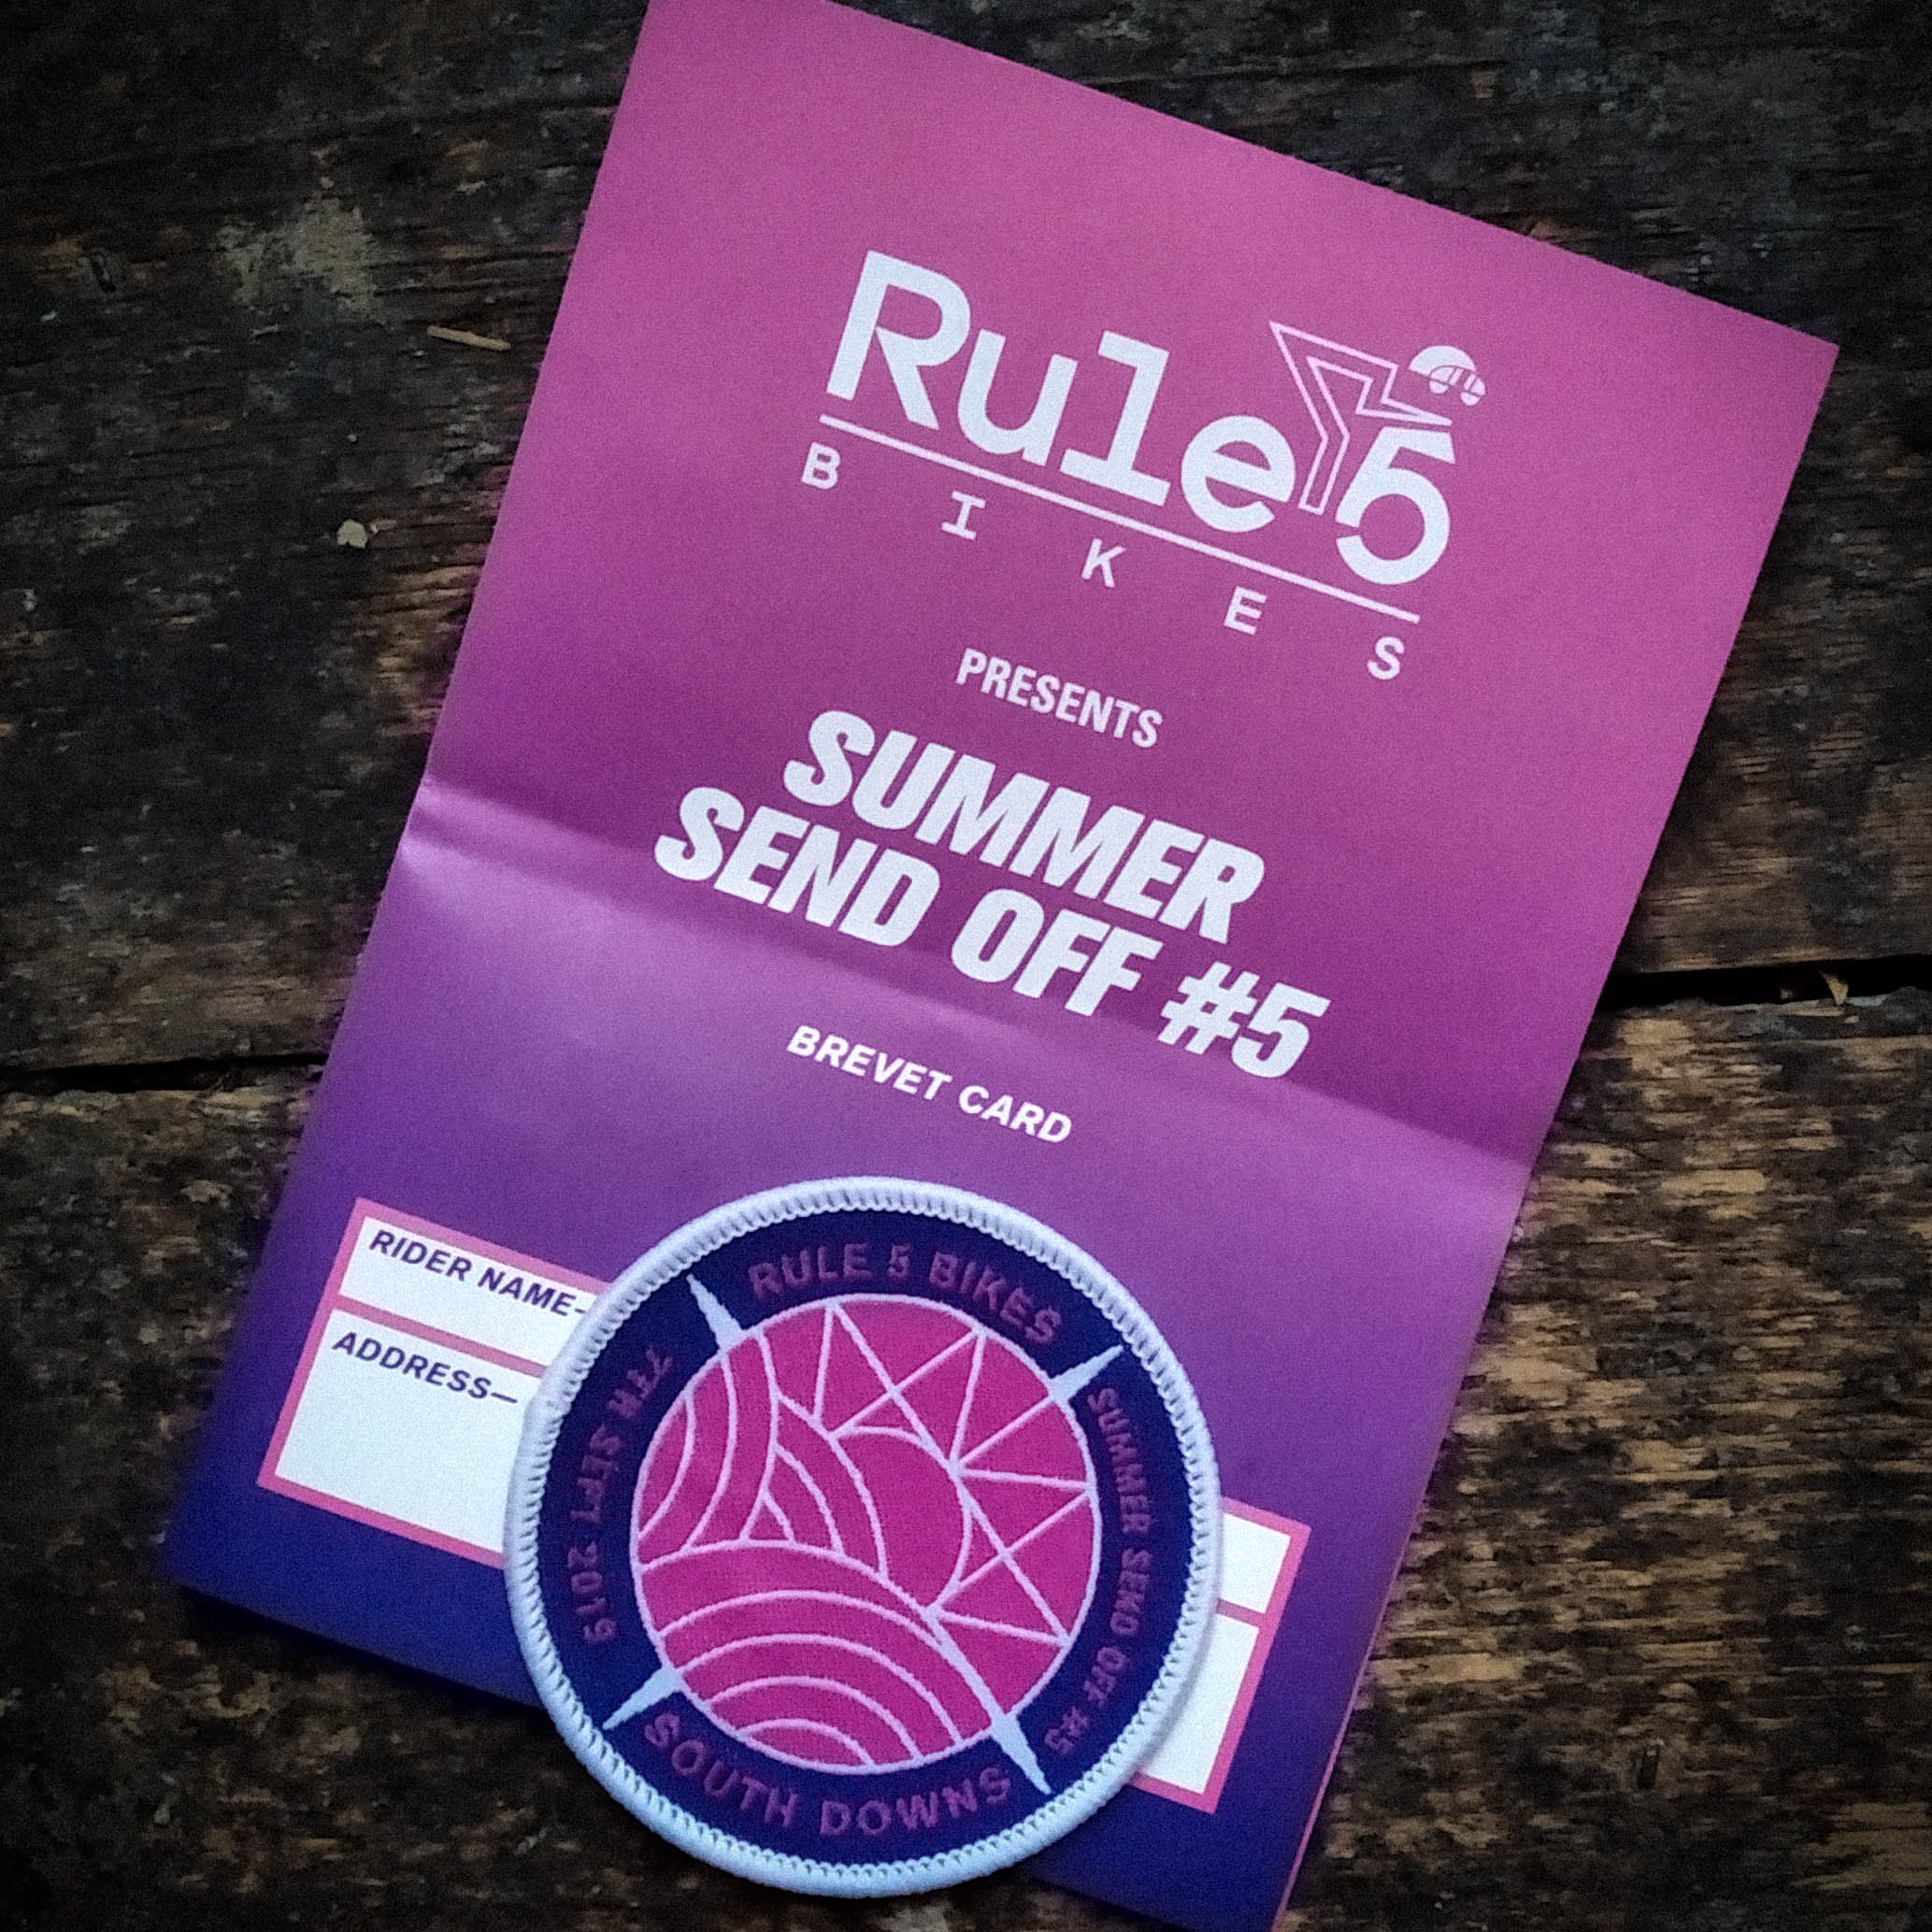 Rule 5
BIKES
PRESENTS
SUMMER
SEND OFF #5
BREVET CARD
RIDER NAME—
ADDRESS—
RULE 5 BIKES
SUMMER SEND OFF #5
SOUTH DOWNS
7TH SEPT 2019